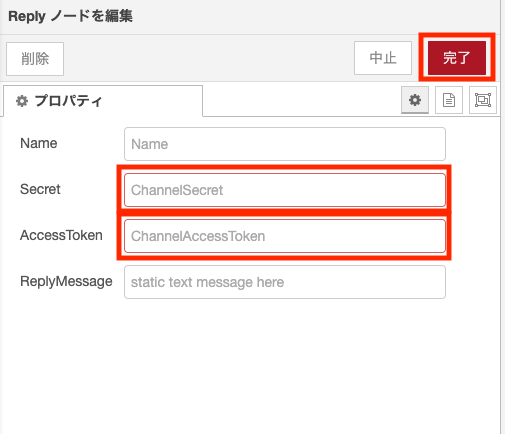 Reply ノードを編集
削除
中止
完了
プロパティ
Name
Name
Secret
ChannelSecret
AccessToken
ChannelAccessToken
ReplyMessage
static text message here